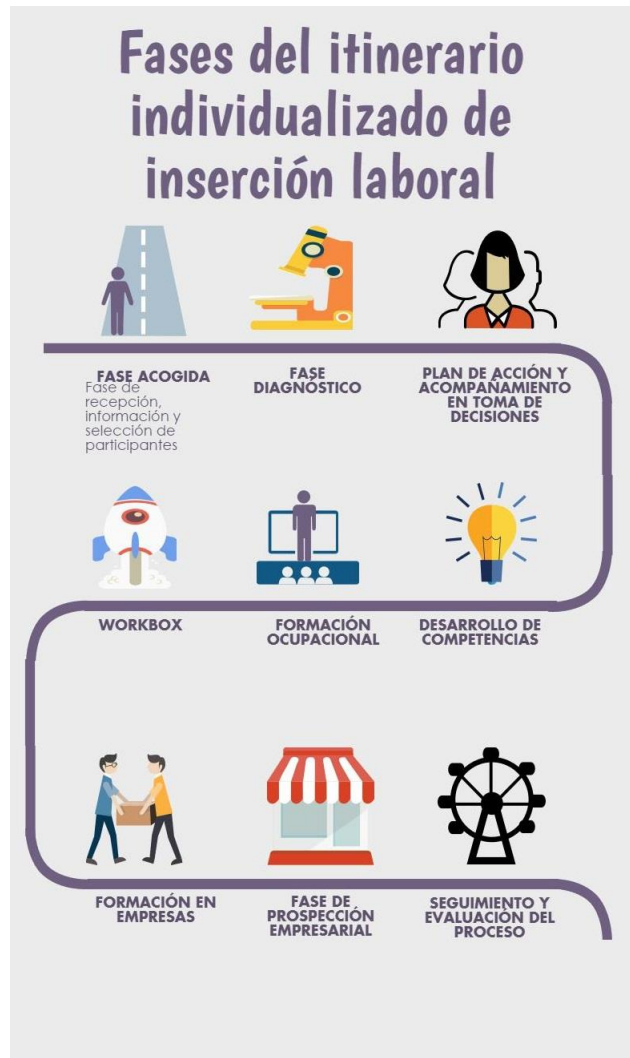 Fases del itinerario
individualizado de
inserción laboral
FASE ACOGIDA
Fase de
recepción,
información y
selección de
participantes
FASE
DIAGNÓSTICO
PLAN DE ACCIÓN Y
ACOMPAÑAMIENTO
EN TOMA DE
DECISIONES
WORKBOX
FORMACIÓN
OCUPACIONAL
DESARROLLO DE
COMPETENCIAS
FORMACIÓN EN
EMPRESAS
FASE DE
PROSPECCIÓN
EMPRESARIAL
SEGUIMIENTO Y
EVALUACIÓN DEL
PROCESO